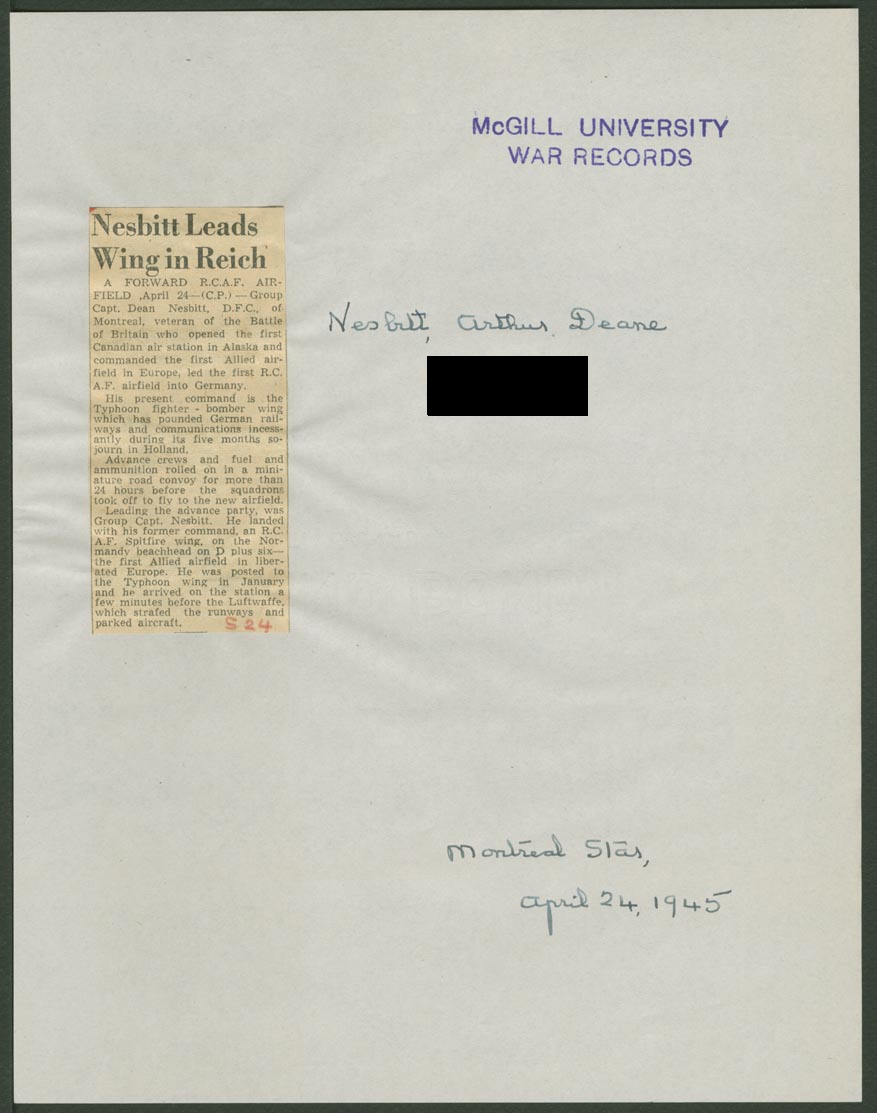 McGILL UNIVERSITY
WAR RECORDS
Nesbitt Leads
Wing in Reich
A FORWARD R.C.A.F. AIR-
FIELD ,April 24—(C.P.) — Group
Capt. Dean Nesbitt, D.F.C., of
Montreal, veteran of the Battle
of Britain who opened the first
Canadian air station in Alaska and
commanded the first Allied air-
field in Europe, led the first R.C.
A.F. airfield into Germany.
His present command is the
Typhoon fighter - bomber wing
which has pounded German rail-
ways and communications incess-
antly during its five months so-
journ in Holland.
Advance crews and fuel and
ammunition rolled on in a mini-
ature road convoy for more than
24 hours before the squadrons
took off to fly to the new airfield.
Leading the advance party, was
Group Capt. Nesbitt. He landed
with his former command, an R.C.
A.F. Spitfire wing, on the Nor-
mandy beachhead on D plus six—
the first Allied airfield in liber-
ated Europe. He was posted to
the Typhoon wing in January
and he arrived on the station a
few minutes before the Luftwaffe,
which strafed the runways and
parked aircraft.
S 24
Nesbitt, Arthur Deane
Montreal Star,
April 24, 1945